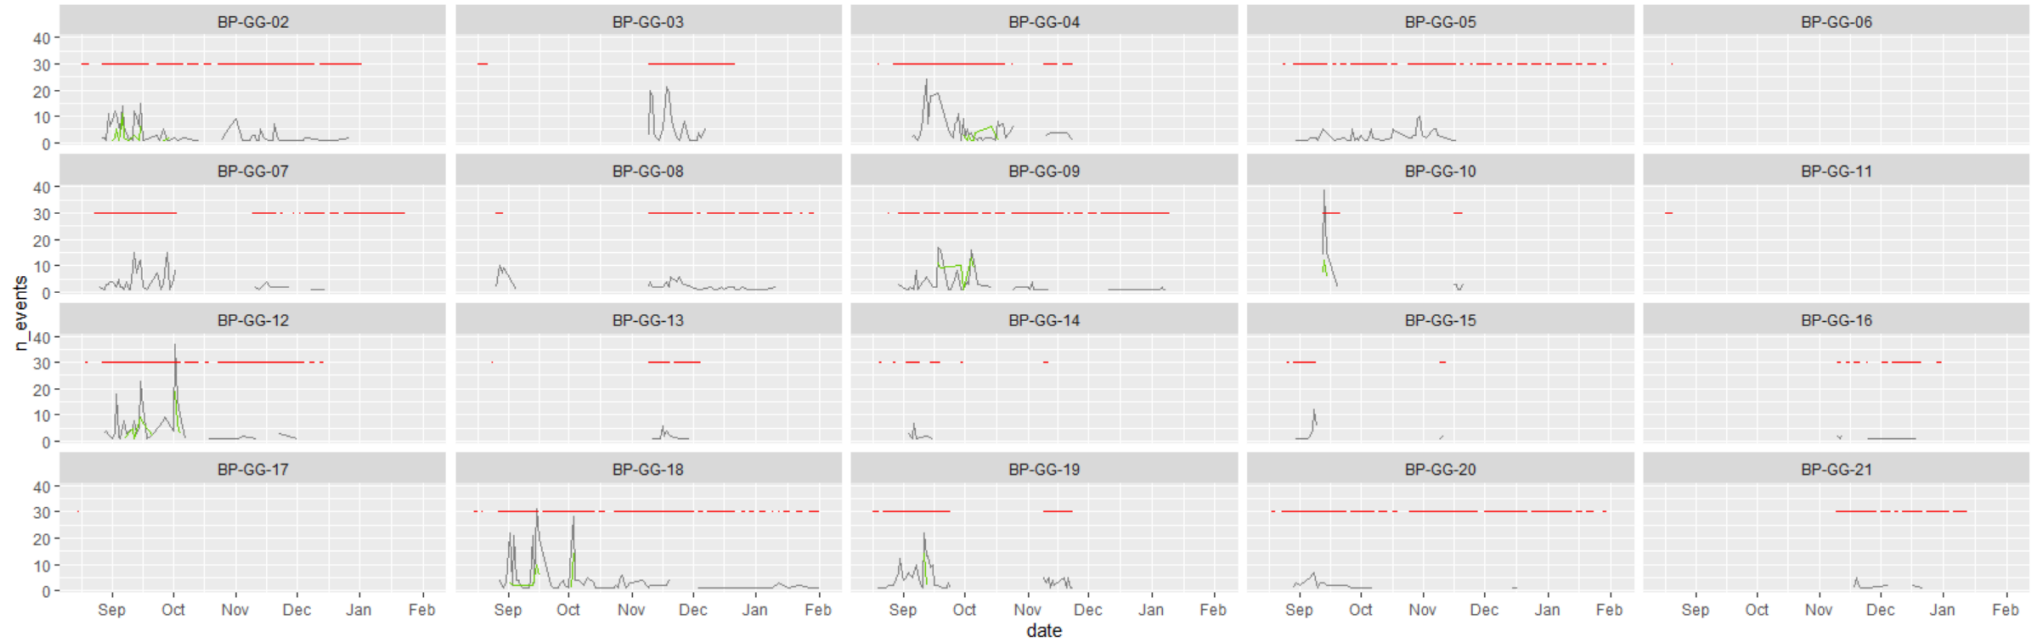 BP-GG-02 BP-GG-03 BP-GG-04 BP-GG-05 BP-GG-06
40
30
20
10
0
BP-GG-07 BP-GG-08 BP-GG-09 BP-GG-10 BP-GG-11
40
30
20
10
0
n_events
BP-GG-12 BP-GG-13 BP-GG-14 BP-GG-15 BP-GG-16
40
30
20
10
0
BP-GG-17 BP-GG-18 BP-GG-19 BP-GG-20 BP-GG-21
40
30
20
10
0
Sep Oct Nov Dec Jan Feb Sep Oct Nov Dec Jan Feb Sep Oct Nov Dec Jan Feb Sep Oct Nov Dec Jan Feb Sep Oct Nov Dec Jan Feb
date